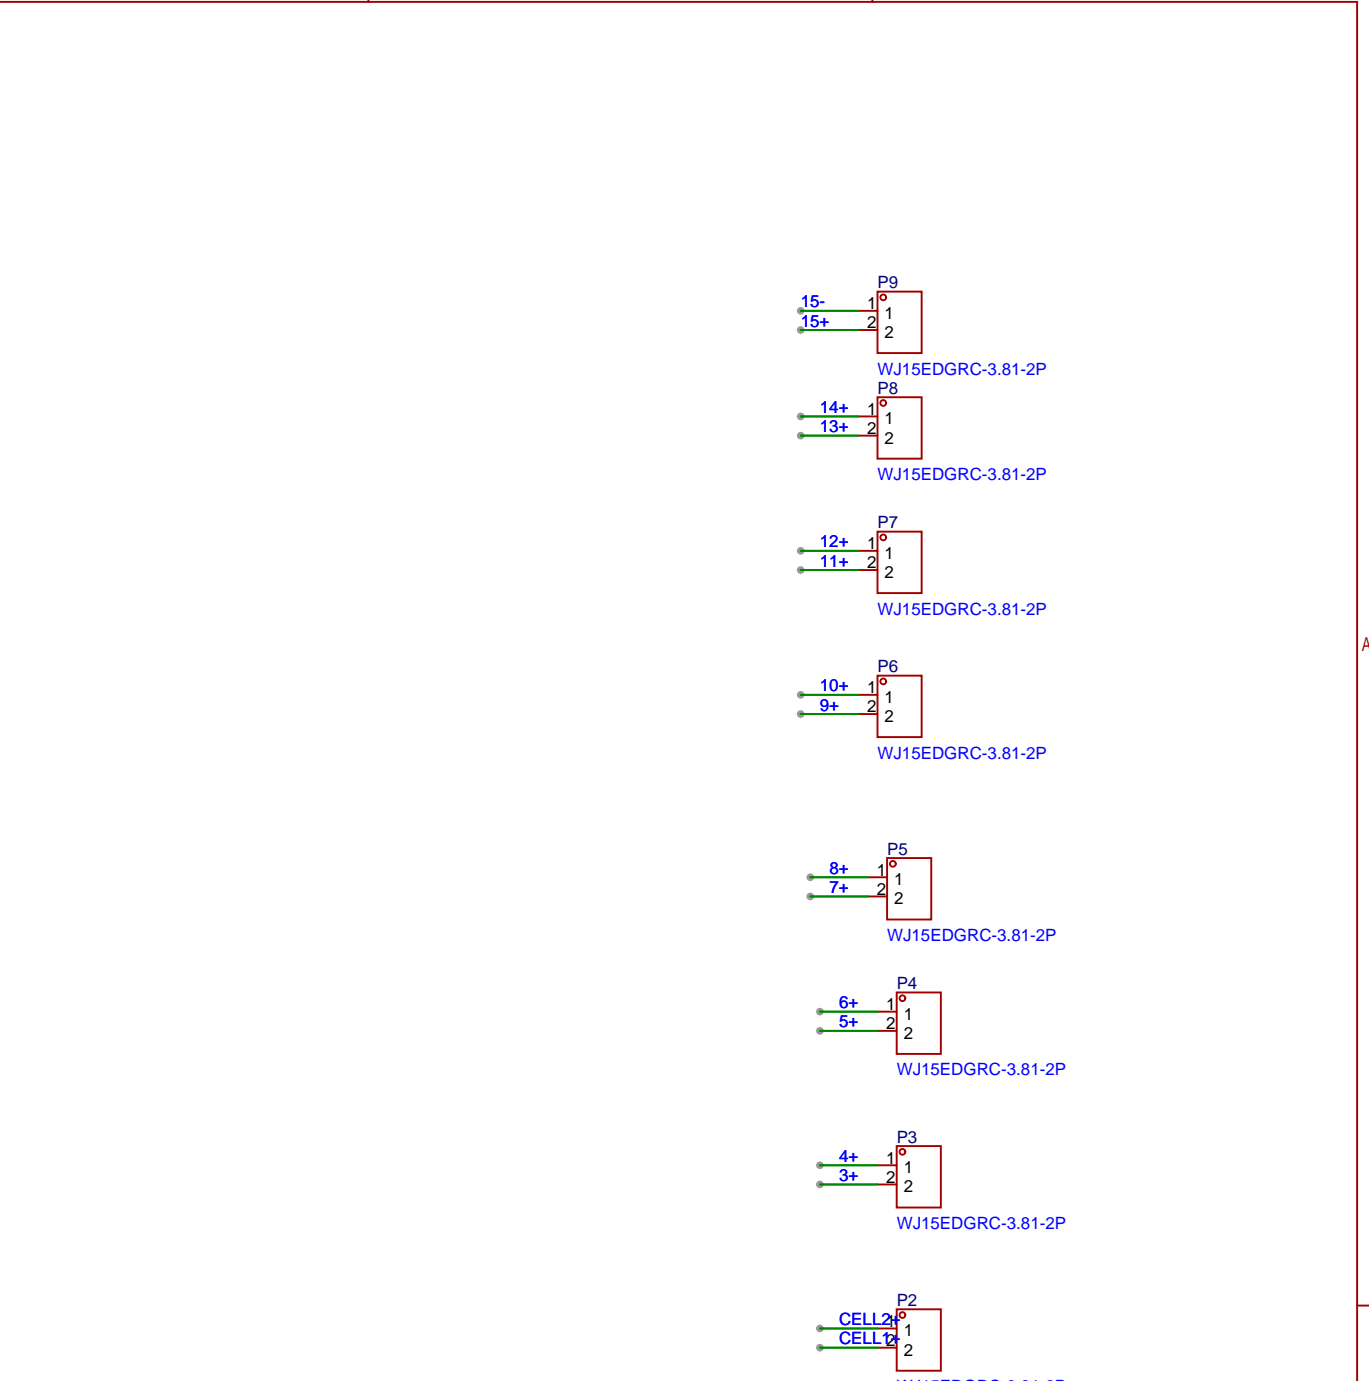 P9
15- 1 1
15+ 2 2
WJ15EDGRC-3.81-2P
P8
14+ 1 1
13+ 2 2
WJ15EDGRC-3.81-2P
P7
12+ 1 1
11+ 2 2
WJ15EDGRC-3.81-2P
A
P6
10+ 1 1
9+ 2 2
WJ15EDGRC-3.81-2P
P5
8+ 1 1
7+ 2 2
WJ15EDGRC-3.81-2P
P4
6+ 1 1
5+ 2 2
WJ15EDGRC-3.81-2P
P3
4+ 1 1
3+ 2 2
WJ15EDGRC-3.81-2P
P2
CELL2+ 1 1
CELL1+ 2 2